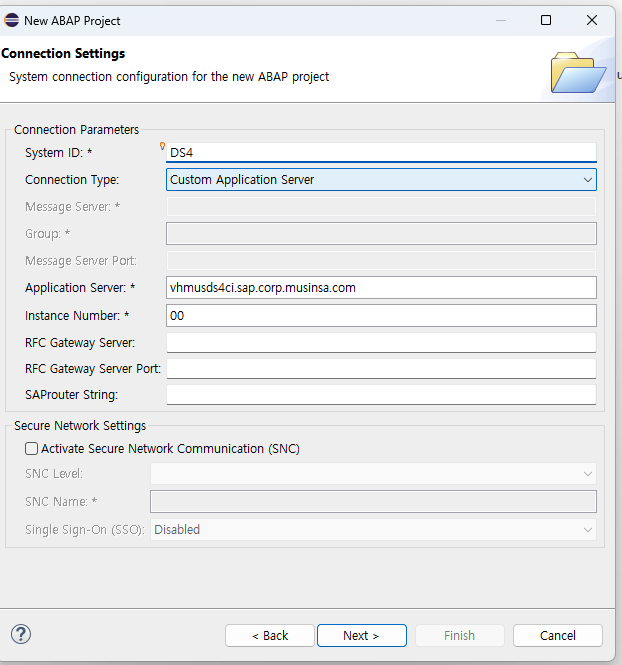 New ABAP Project
Connection Settings
System connection configuration for the new ABAP project
Connection Parameters
System ID: * DS4
Connection Type: Custom Application Server
Message Server: *
Group: *
Message Server Port:
Application Server: * vhmusds4ci.sap.corp.musinsa.com
Instance Number: * 00
RFC Gateway Server:
RFC Gateway Server Port:
SAProuter String:
Secure Network Settings
Activate Secure Network Communication (SNC)
SNC Level:
SNC Name: *
Single Sign-On (SSO): Disabled
? < Back Next > Finish Cancel